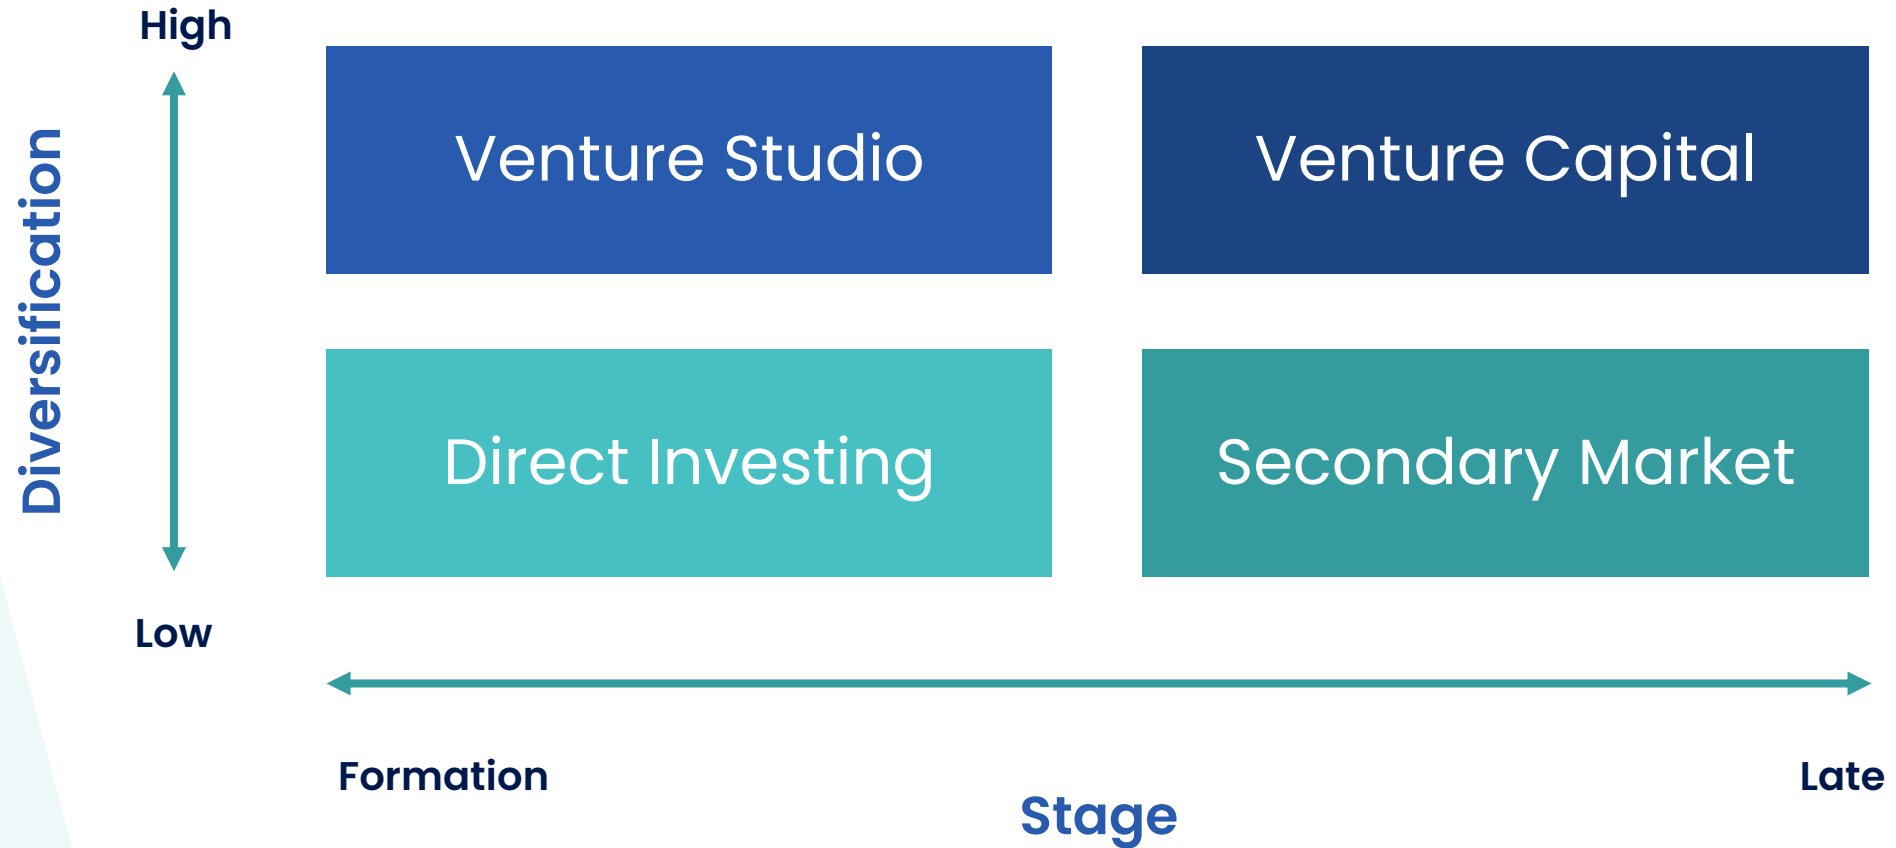 High
Diversification
Venture Studio
Venture Capital
Direct Investing
Secondary Market
Low
Formation
Late
Stage